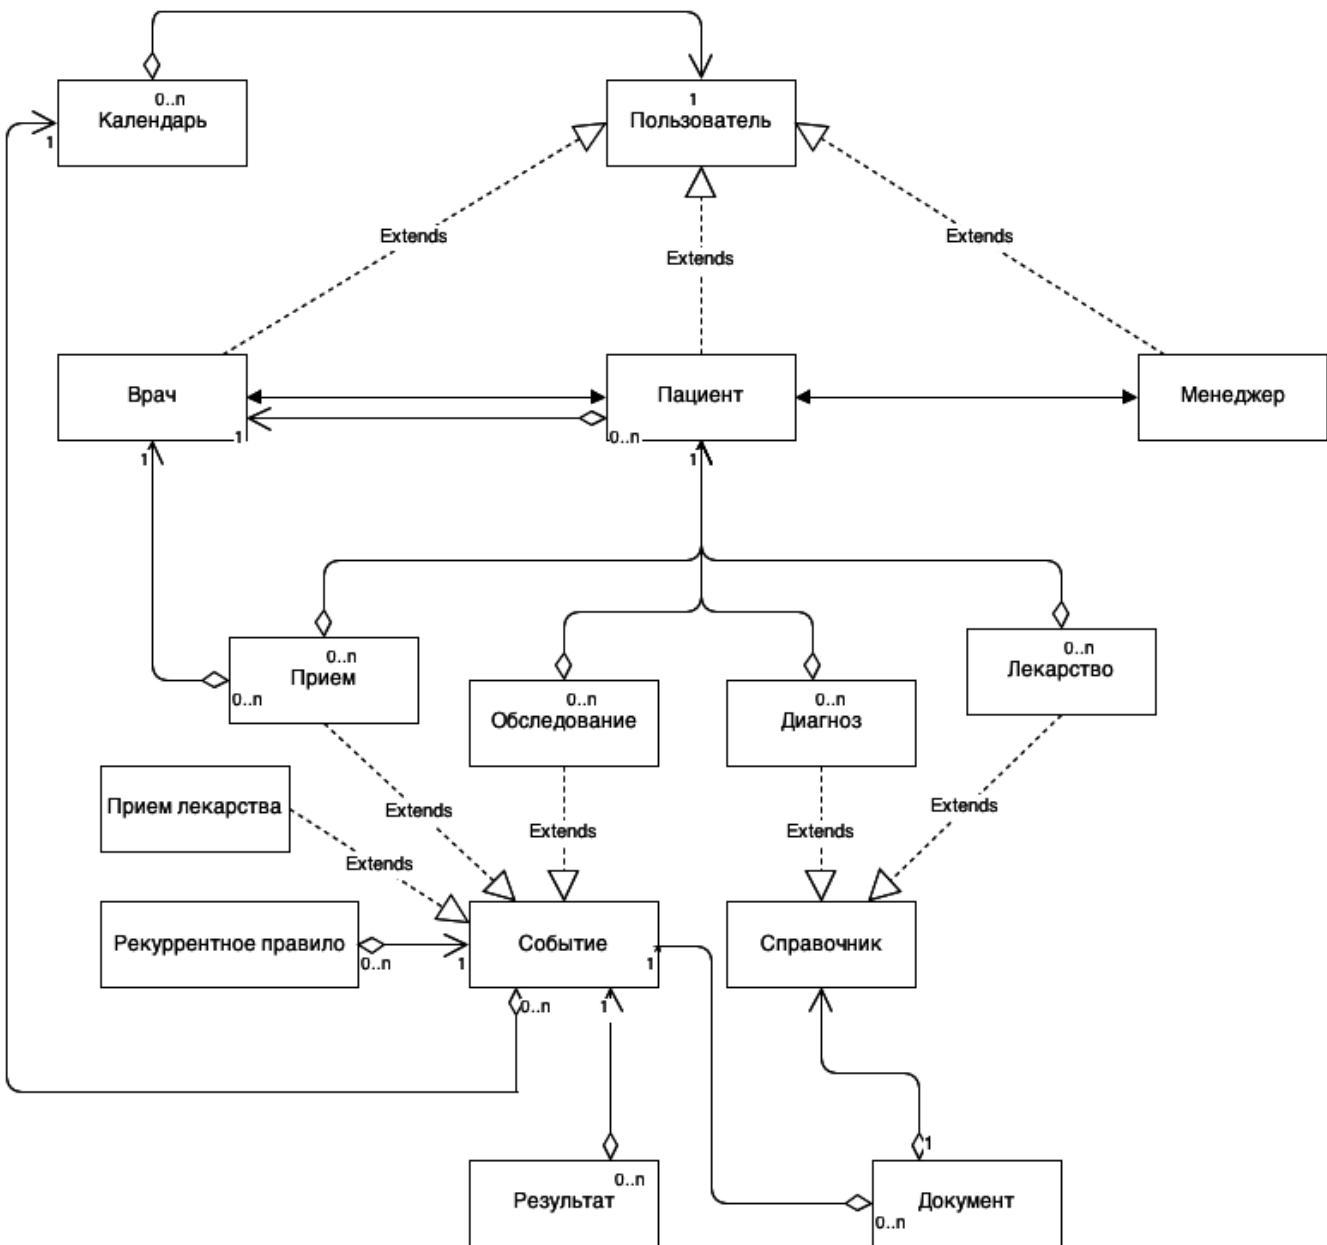 0..n
Календарь
1
1
Пользователь
Extends
Extends
Extends
Врач
Пациент
Менеджер
1
0..n
1
1
0..n
Прием
0..n
0..n
Обследование
0..n
Диагноз
0..n
Лекарство
Прием лекарства
Extends
Extends
Extends
Extends
Extends
Рекуррентное правило
0..n
1
Событие
1
Справочник
0..n
1
1
0..n
Результат
Документ
0..n